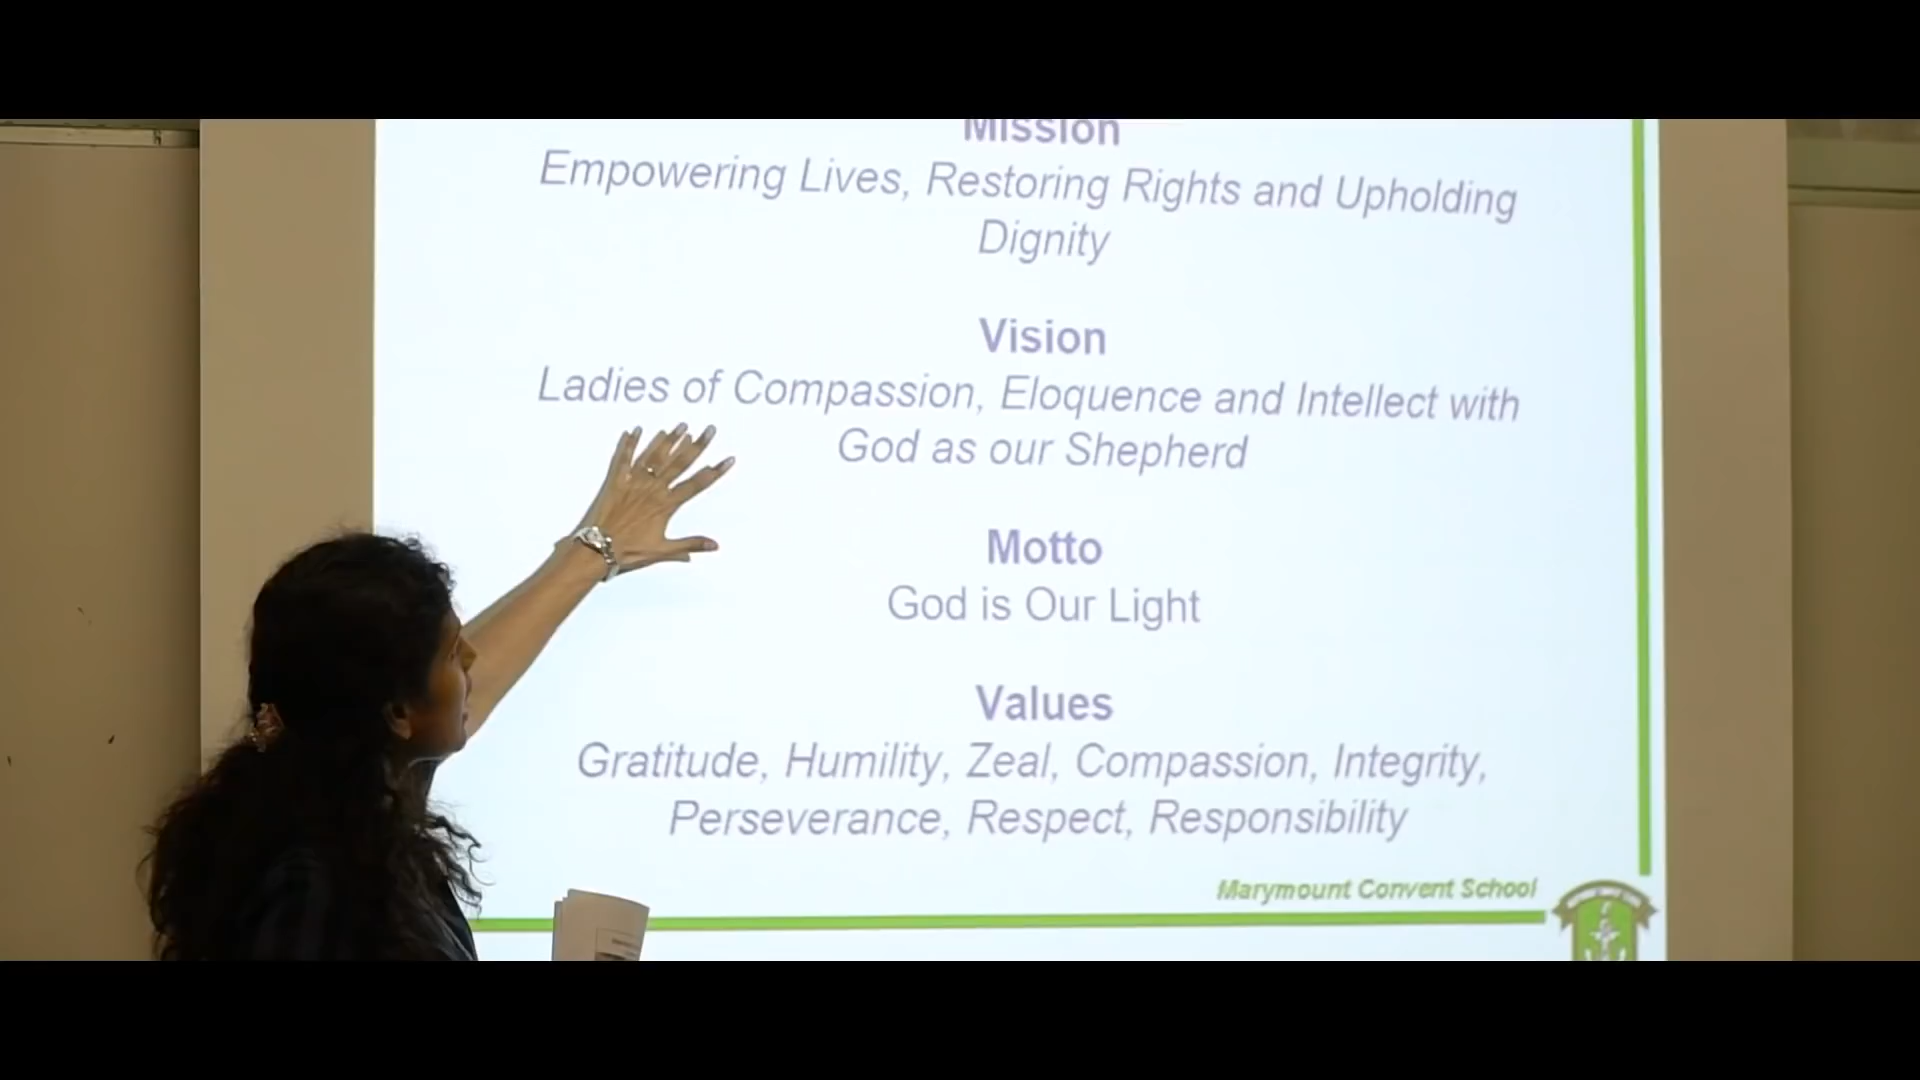 Mission
Empowering Lives, Restoring Rights and Upholding
Dignity
Vision
Ladies of Compassion, Eloquence and Intellect with
God as our Shepherd
Motto
God is Our Light
Values
Gratitude, Humility, Zeal, Compassion, Integrity,
Perseverance, Respect, Responsibility
Marymount Convent School